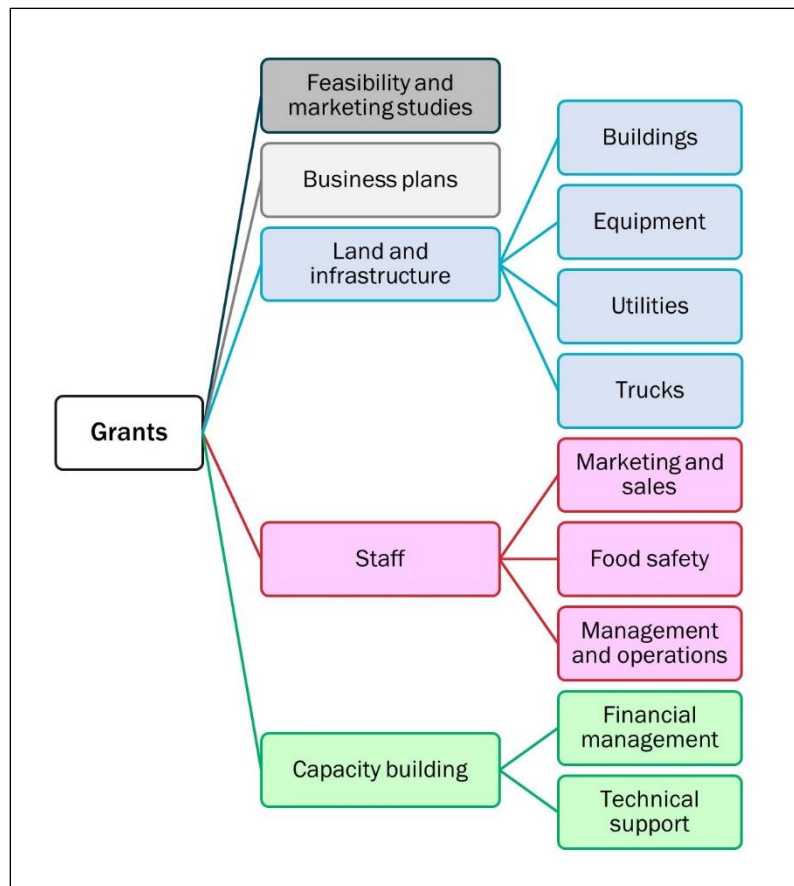 Grants
Feasibility and
marketing studies
Business plans
Land and
infrastructure
Buildings
Equipment
Utilities
Trucks
Staff
Marketing and
sales
Food safety
Management
and operations
Capacity building
Financial
management
Technical
support